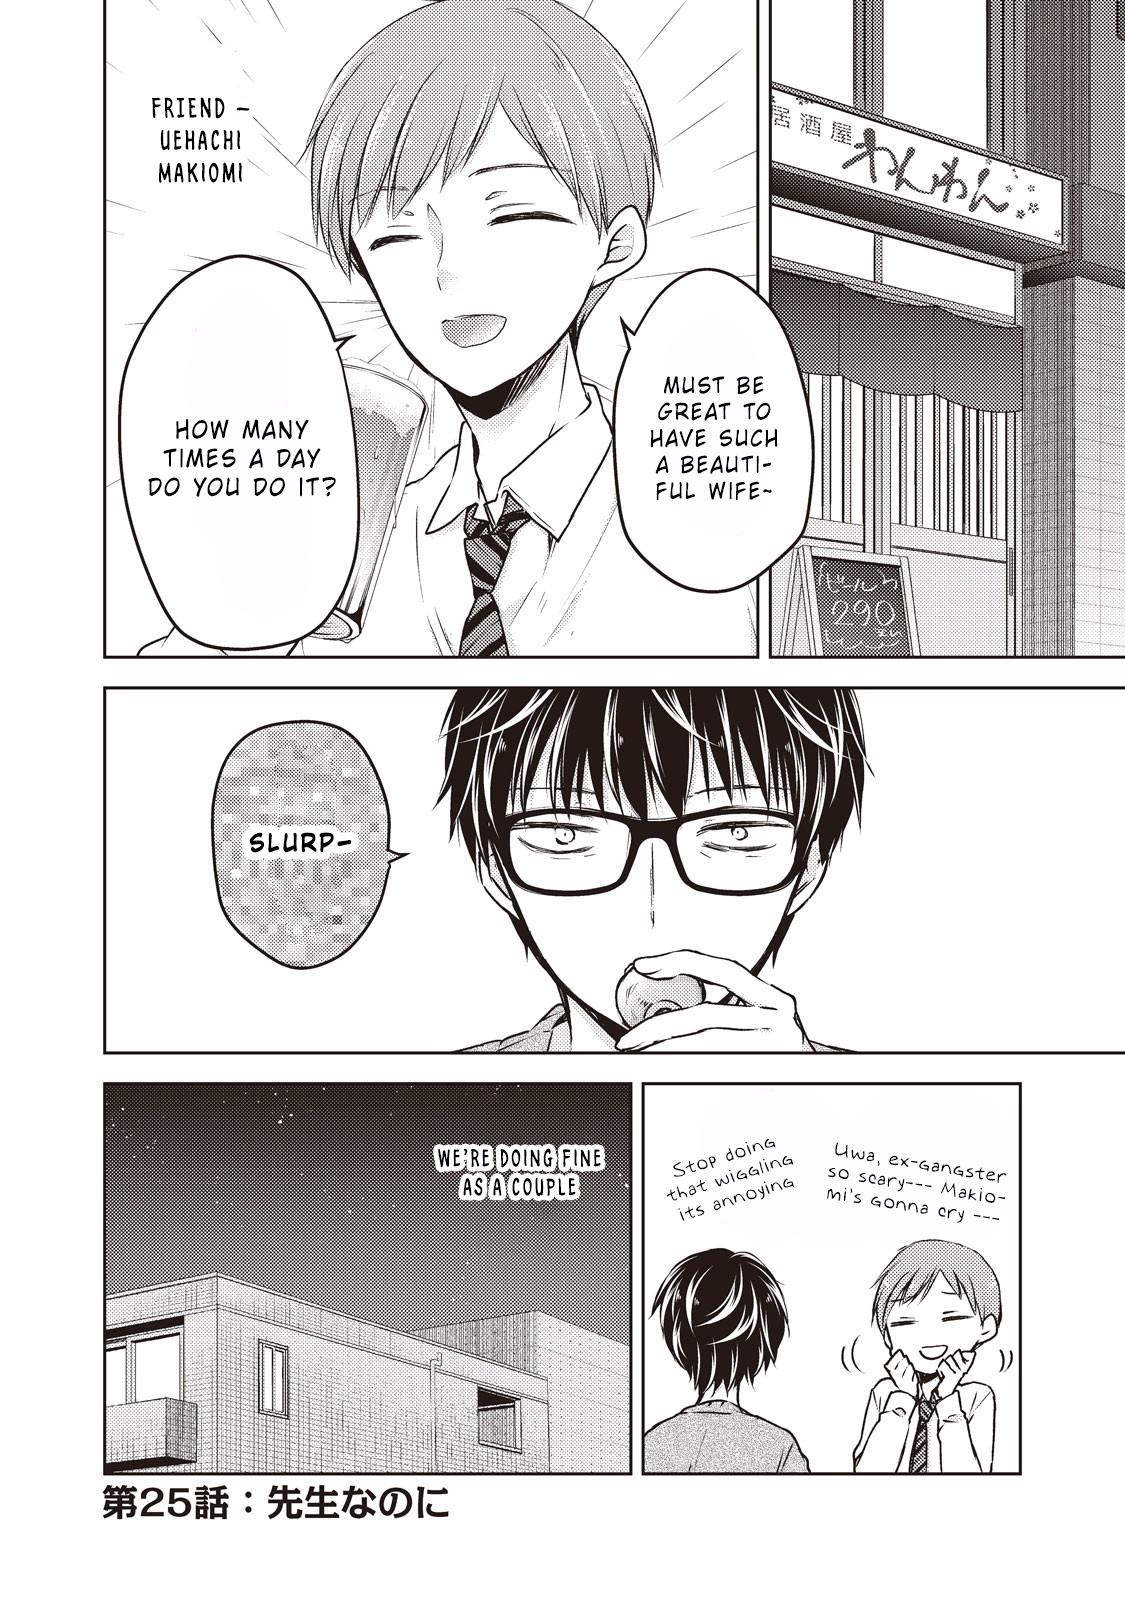 居酒屋
わんわん
ビール
290
MUST BE
GREAT TO
HAVE SUCH
A BEAUTI-
FUL WIFE~
FRIEND -
UEHACHI
MAKIOMI
HOW MANY
TIMES A DAY
DO YOU DO IT?
SLURP-
Uwa, ex-gangster
so scary--- Makio-
mi's gonna cry ---
Stop doing
that wiggling
its annoying
WE'RE DOING FINE
AS A COUPLE
第25話：先生なのに